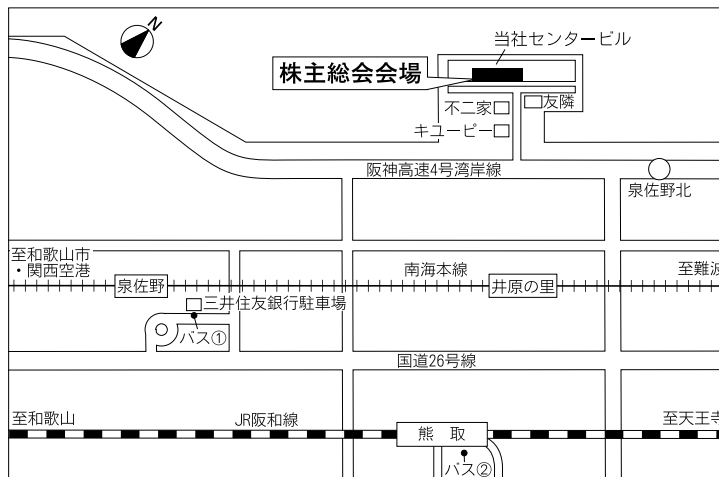 N
当社センタービル
株主総会会場
不二家
友隣
キユーピー
阪神高速4号湾岸線
泉佐野北
至和歌山市
・関西空港
南海本線
至難波
泉佐野
井原の里
三井住友銀行駐車場
バス①
国道26号線
至和歌山
JR阪和線
至天王寺
熊 取
バス②